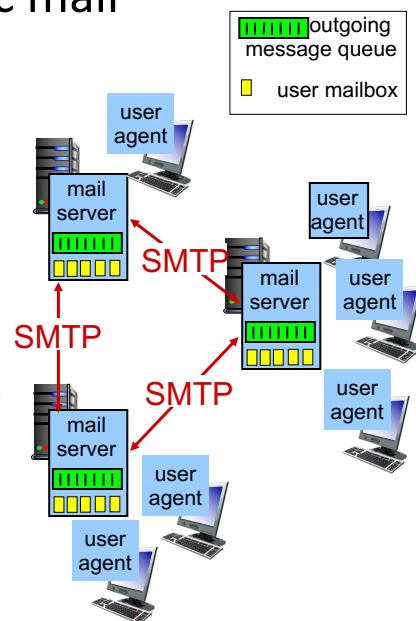 c mail
outgoing
message queue
user mailbox
user
agent
mail
server
SMTP
user
agent
mail
server
user
agent
SMTP
SMTP
user
agent
mail
server
user
agent
user
agent